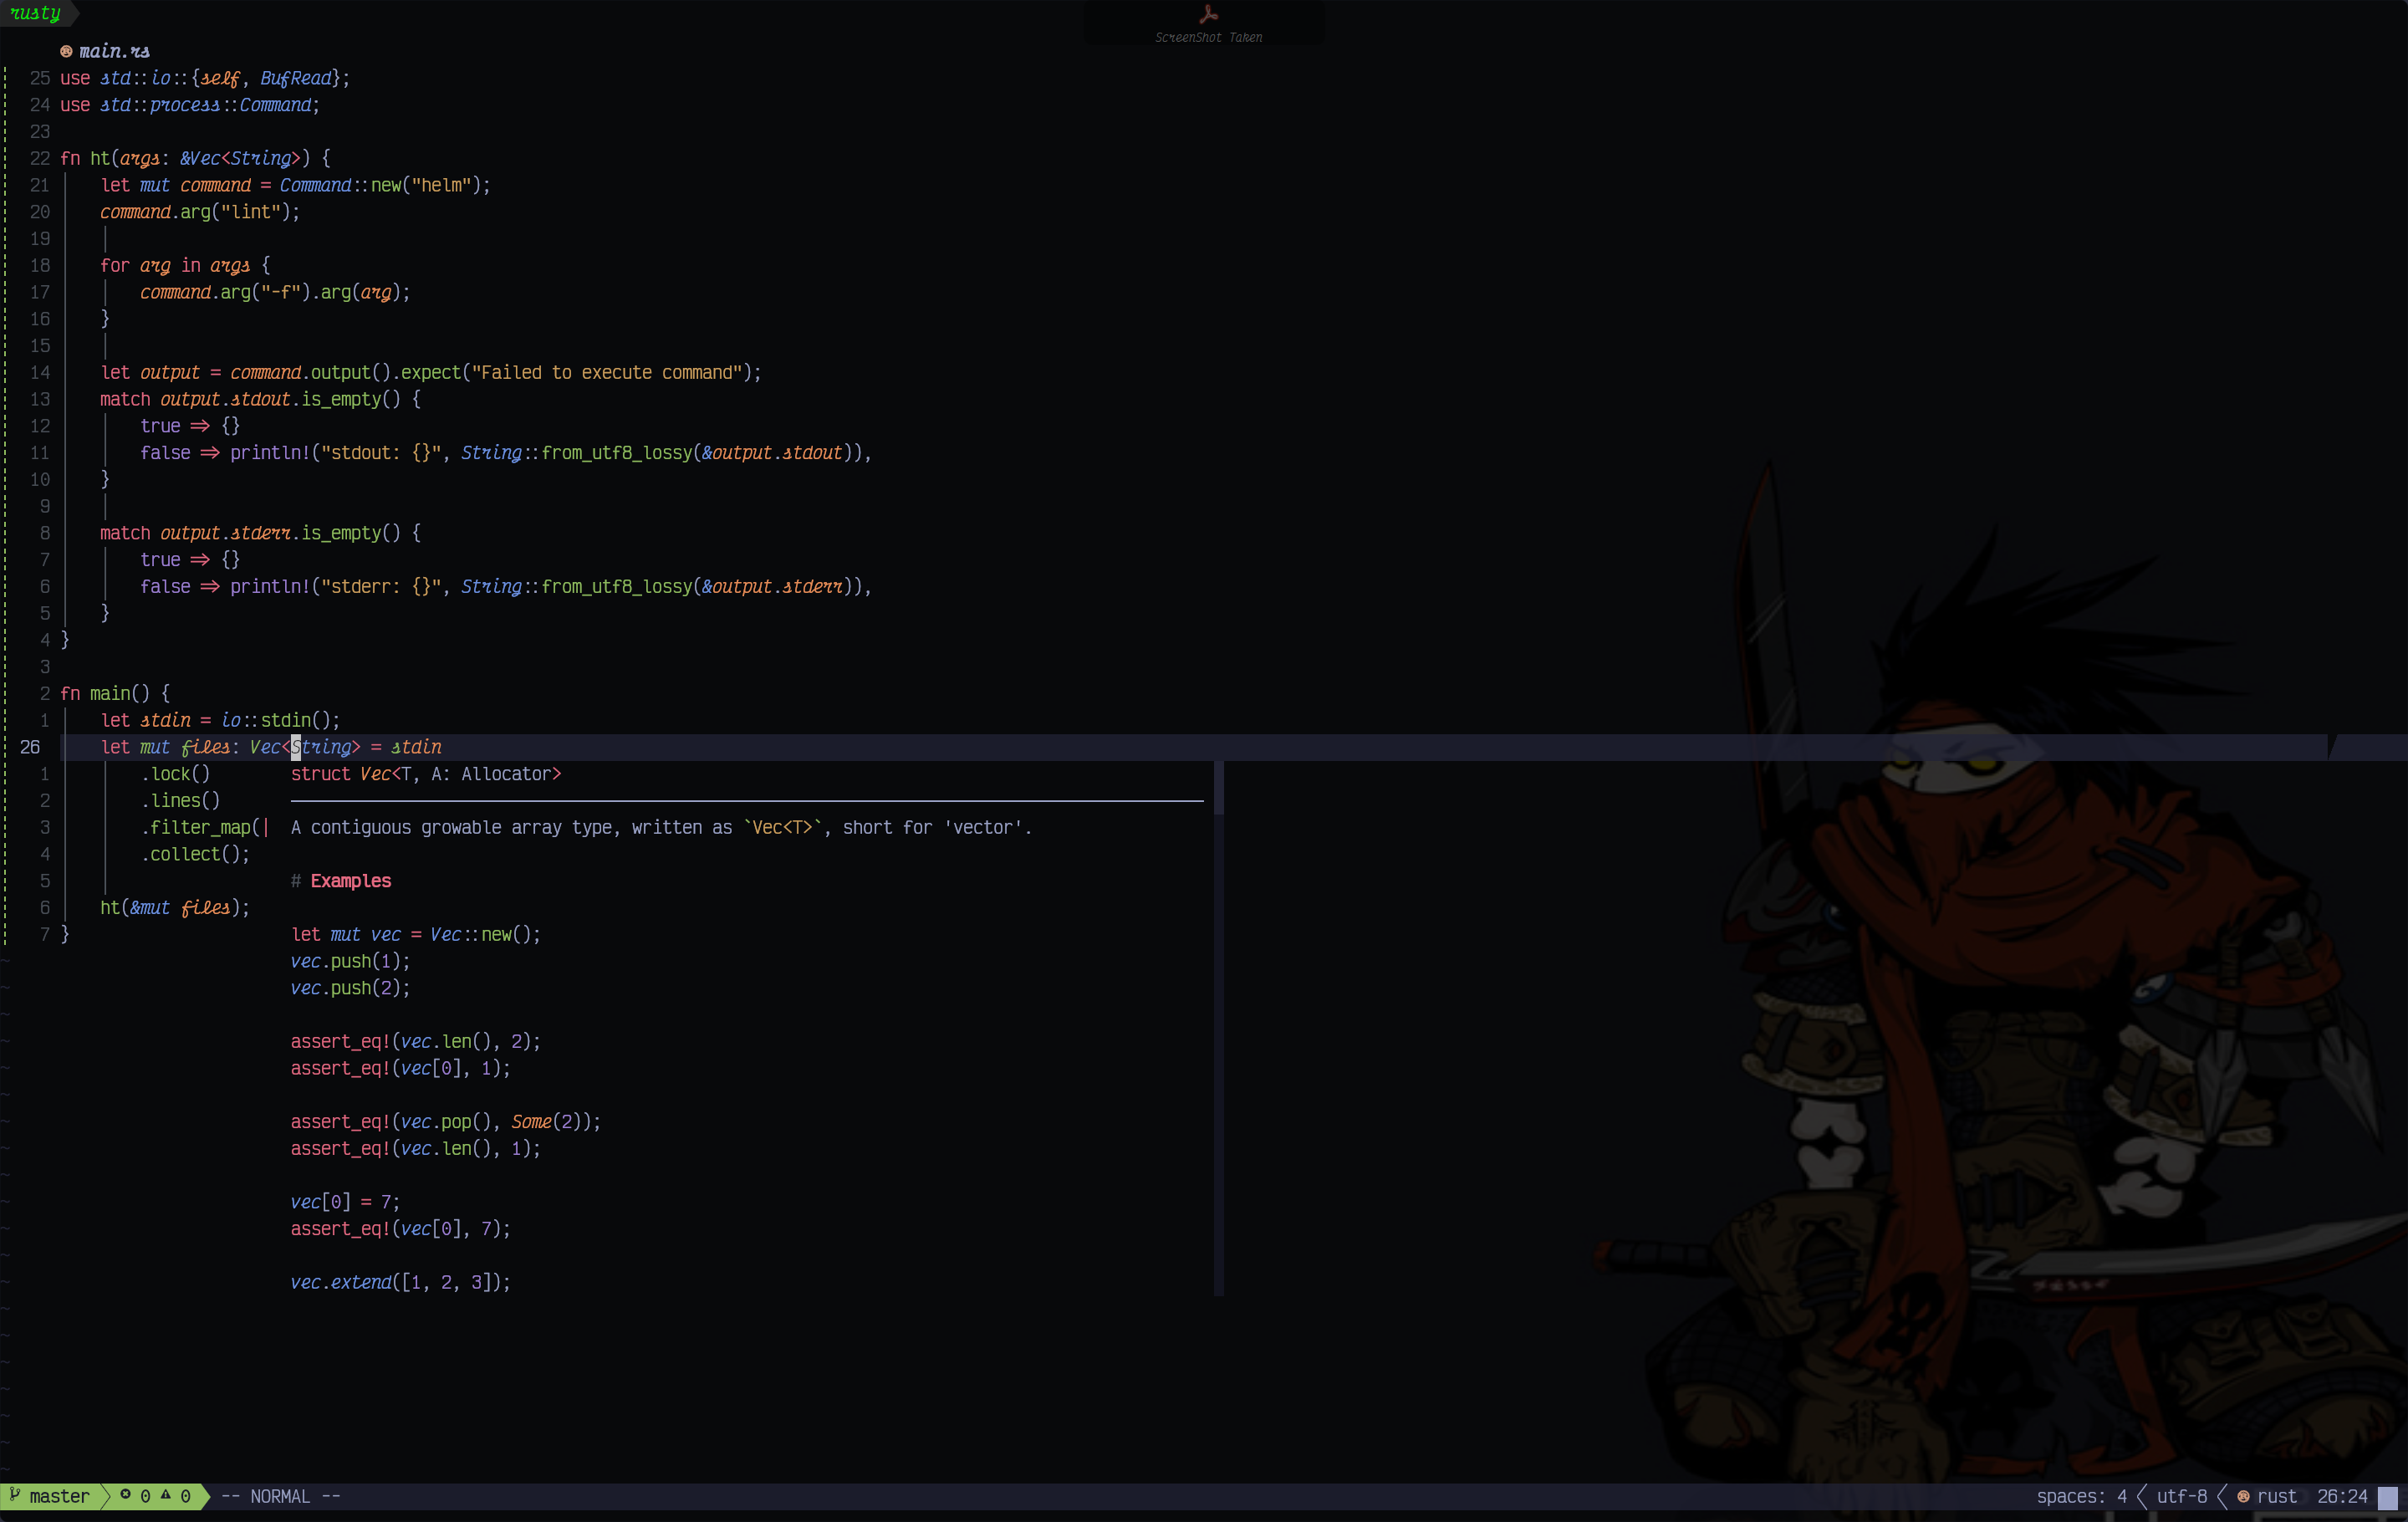 rusty
ScreenShot Taken
main.rs
25 use std::io::{self, BufRead};
24 use std::process::Command;
23
22 fn ht(args: &Vec<String>) {
21 let mut command = Command::new("helm");
20 command.arg("lint");
19
18 for arg in args {
17 command.arg("-f").arg(arg);
16 }
15
14 let output = command.output().expect("Failed to execute command");
13 match output.stdout.is_empty() {
12 true => {}
11 false => println!("stdout: {}", String::from_utf8_lossy(&output.stdout)),
10 }
9
8 match output.stderr.is_empty() {
7 true => {}
6 false => println!("stderr: {}", String::from_utf8_lossy(&output.stderr)),
5 }
4 }
3
2 fn main() {
1 let stdin = io::stdin();
26 let mut files: Vec<String> = stdin
1 .lock()
2 .lines()
3 .filter_map(|
4 .collect();
5
6 ht(&mut files);
7 }
struct Vec<T, A: Allocator>
A contiguous growable array type, written as `Vec<T>`, short for 'vector'.
# Examples
let mut vec = Vec::new();
vec.push(1);
vec.push(2);
assert_eq!(vec.len(), 2);
assert_eq!(vec[0], 1);
assert_eq!(vec.pop(), Some(2));
assert_eq!(vec.len(), 1);
vec[0] = 7;
assert_eq!(vec[0], 7);
vec.extend([1, 2, 3]);
master 0 0 -- NORMAL -- spaces: 4 utf-8 rust 26:24